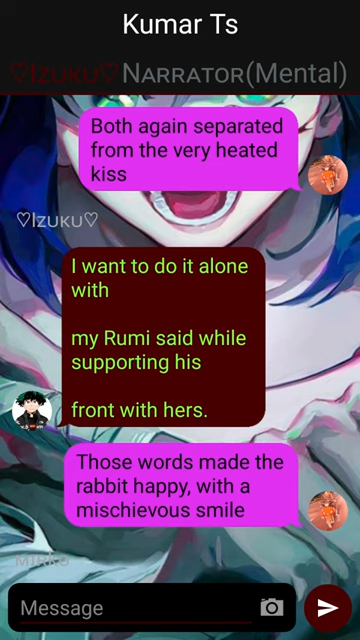 Kumar Ts
♡Izuku♡ Narrator(Mental)
Both again separated
from the very heated
kiss
♡Izuku♡
I want to do it alone
with
my Rumi said while
supporting his
front with hers.
Those words made the
rabbit happy, with a
mischievous smile
Mirko
Message